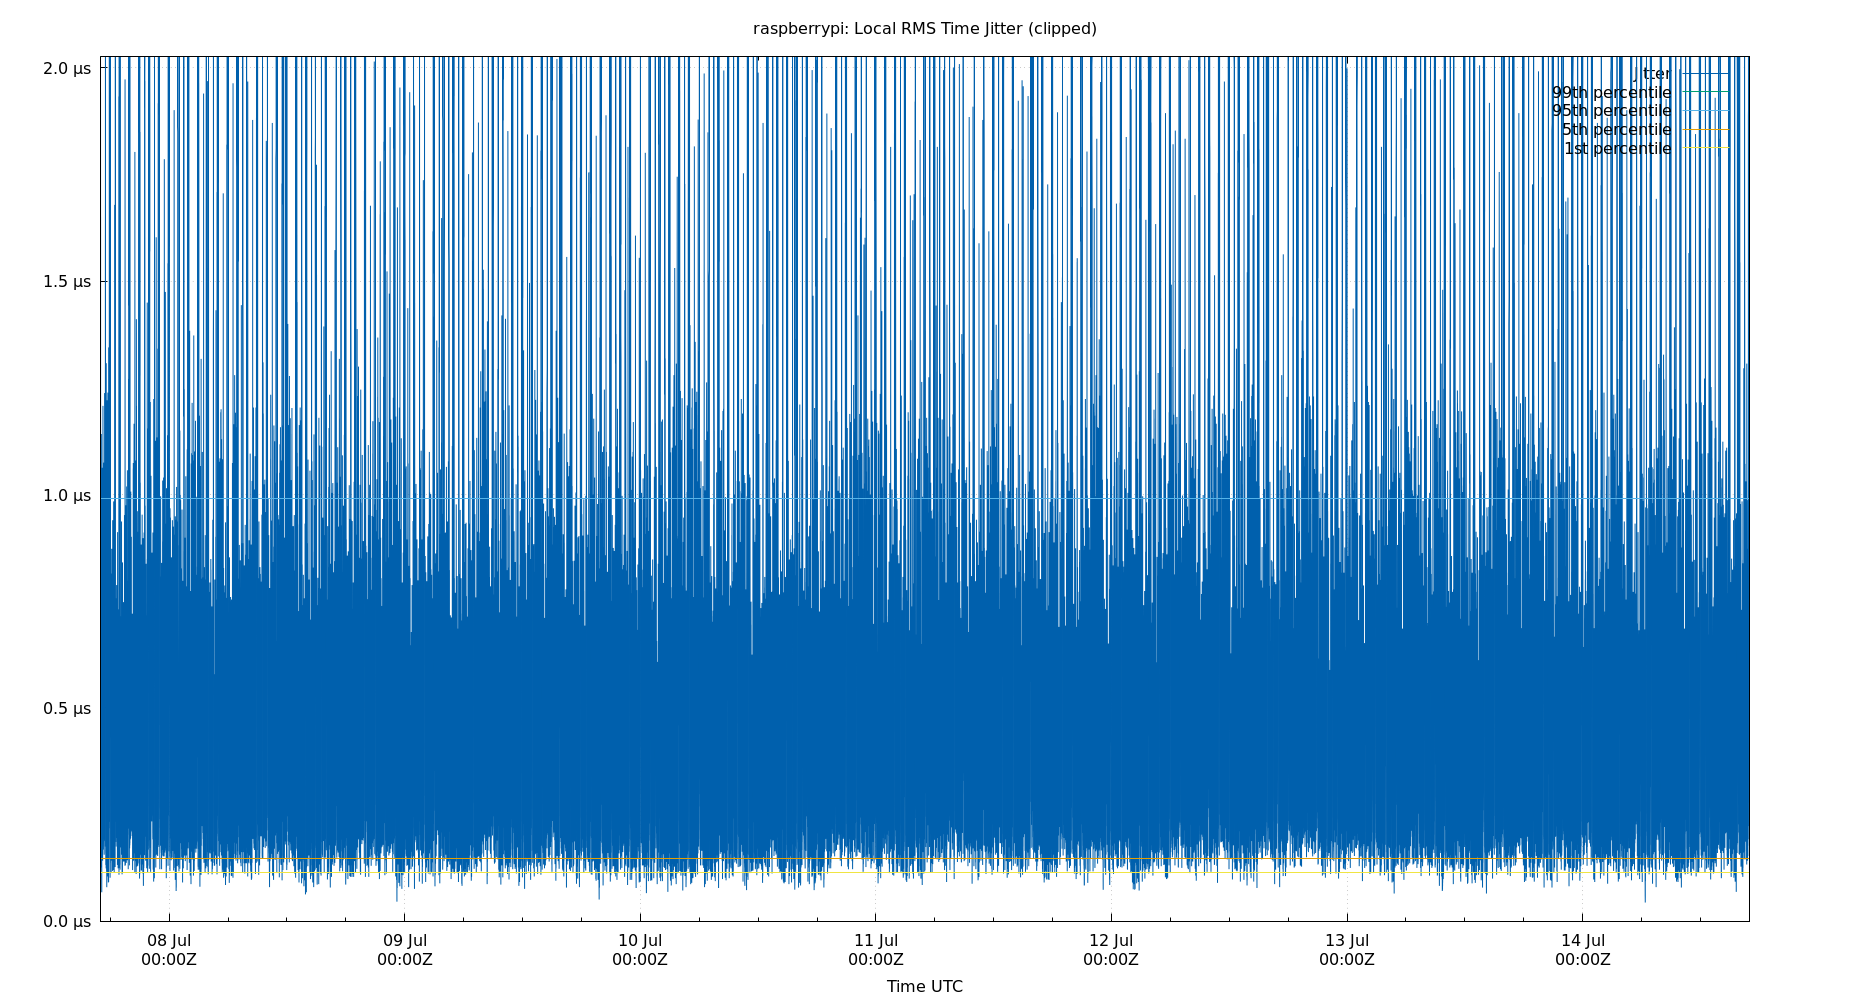 raspberrypi: Local RMS Time Jitter (clipped)
2.0 µs
1.5 µs
1.0 µs
0.5 µs
0.0 µs
jitter
99th percentile
95th percentile
5th percentile
1st percentile
08 Jul
00:00Z
09 Jul
00:00Z
10 Jul
00:00Z
11 Jul
00:00Z
12 Jul
00:00Z
13 Jul
00:00Z
14 Jul
00:00Z
Time UTC